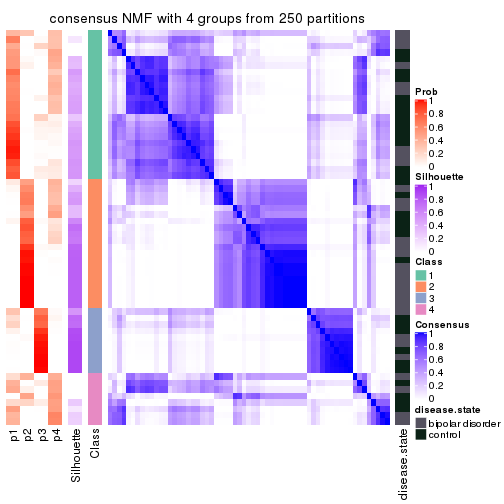 consensus NMF with 4 groups from 250 partitions
Prob
1
0.8
0.6
0.4
0.2
0
Silhouette
1
0.8
0.6
0.4
0.2
0
Class
1
2
3
4
Consensus
1
0.8
0.6
0.4
0.2
0
disease.state
bipolar disorder
control
p1
p2
p3
p4
Silhouette
Class
disease.state